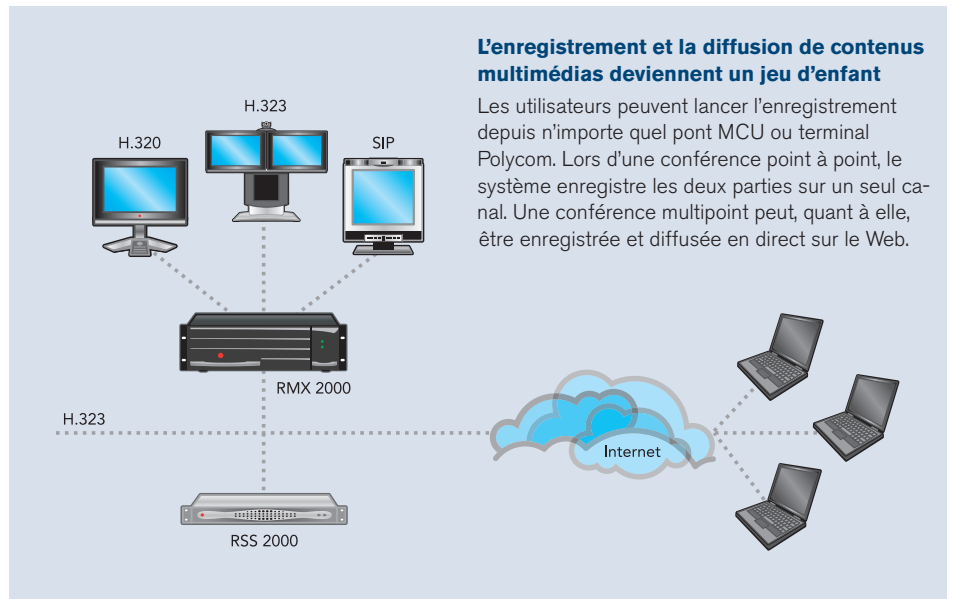 L'enregistrement et la diffusion de contenus
multimédias deviennent un jeu d'enfant
Les utilisateurs peuvent lancer l'enregistrement
depuis n'importe quel pont MCU ou terminal
Polycom. Lors d'une conférence point à point, le
système enregistre les deux parties sur un seul ca-
nal. Une conférence multipoint peut, quant à elle,
être enregistrée et diffusée en direct sur le Web.
H.320
H.323
SIP
RMX 2000
H.323
Internet
RSS 2000